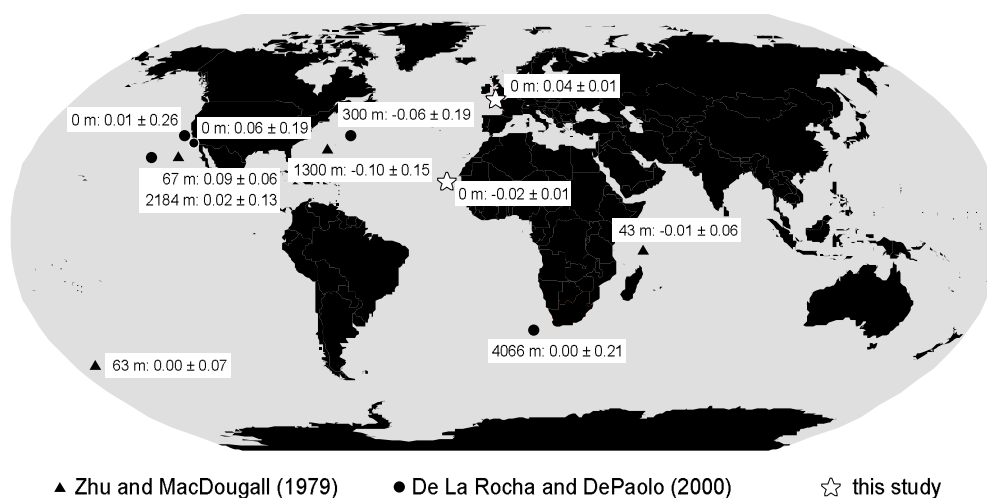 0 m: 0.04 ± 0.01
0 m: 0.01 ± 0.26
300 m: -0.06 ± 0.19
0 m: 0.06 ± 0.19
1300 m: -0.10 ± 0.15
67 m: 0.09 ± 0.06
2184 m: 0.02 ± 0.13
0 m: -0.02 ± 0.01
43 m: -0.01 ± 0.06
4066 m: 0.00 ± 0.21
63 m: 0.00 ± 0.07
Zhu and MacDougall (1979) De La Rocha and DePaolo (2000) this study